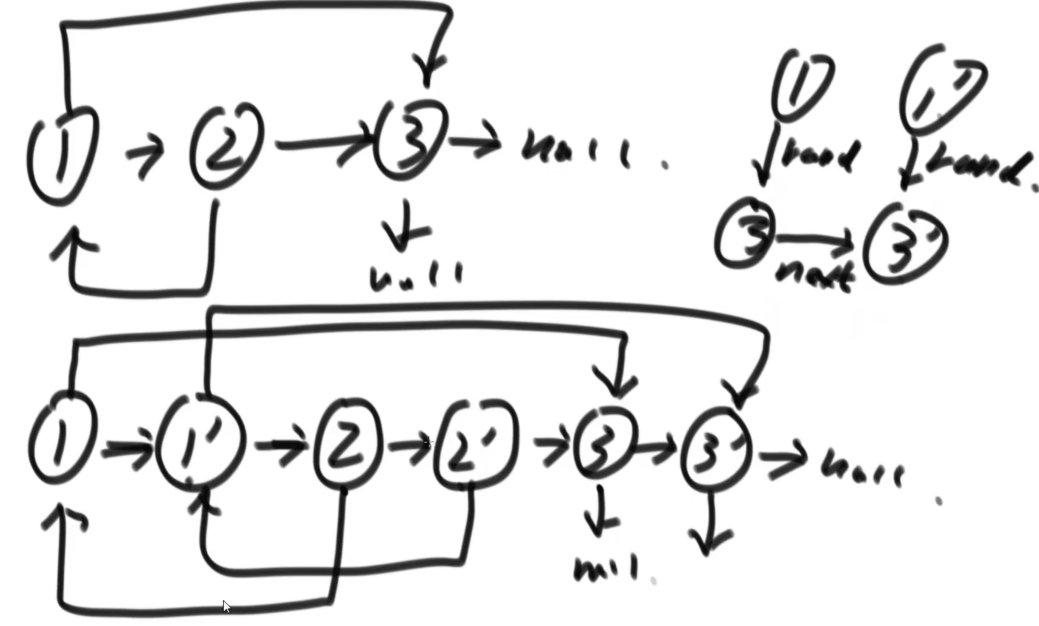 1 2 3 null.
null
1 1'
rand rand.
3 3'
next
1 1' 2 2' 3 3' null.
null.